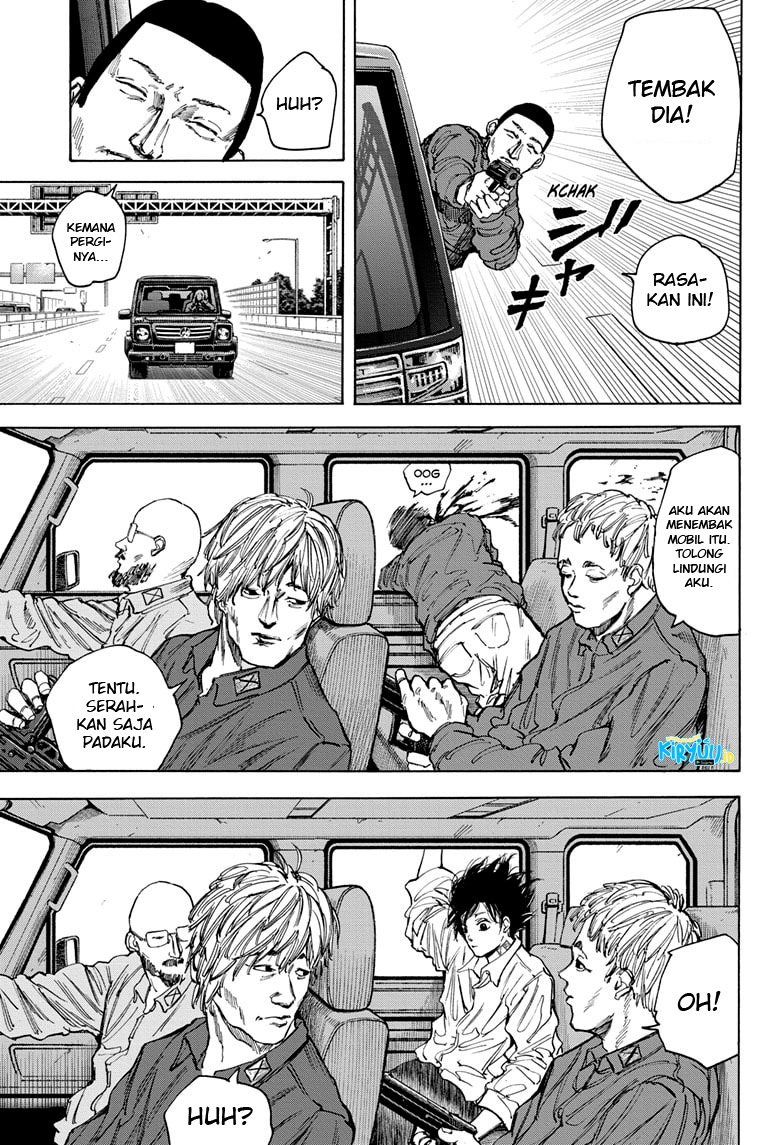 TEMBAK
DIA!
KCHAK
ジャキ
RASA-
KAN INI!
HUH?
KEMANA
PERGI-
NYA...
AKU AKAN
MENEMBAK
MOBIL ITU.
TOLONG
LINDUNGI
AKU.
OOG
...
TENTU.
SERAH-
KAN SAJA
PADAKU.
KIRYUU
OH!
HUH?